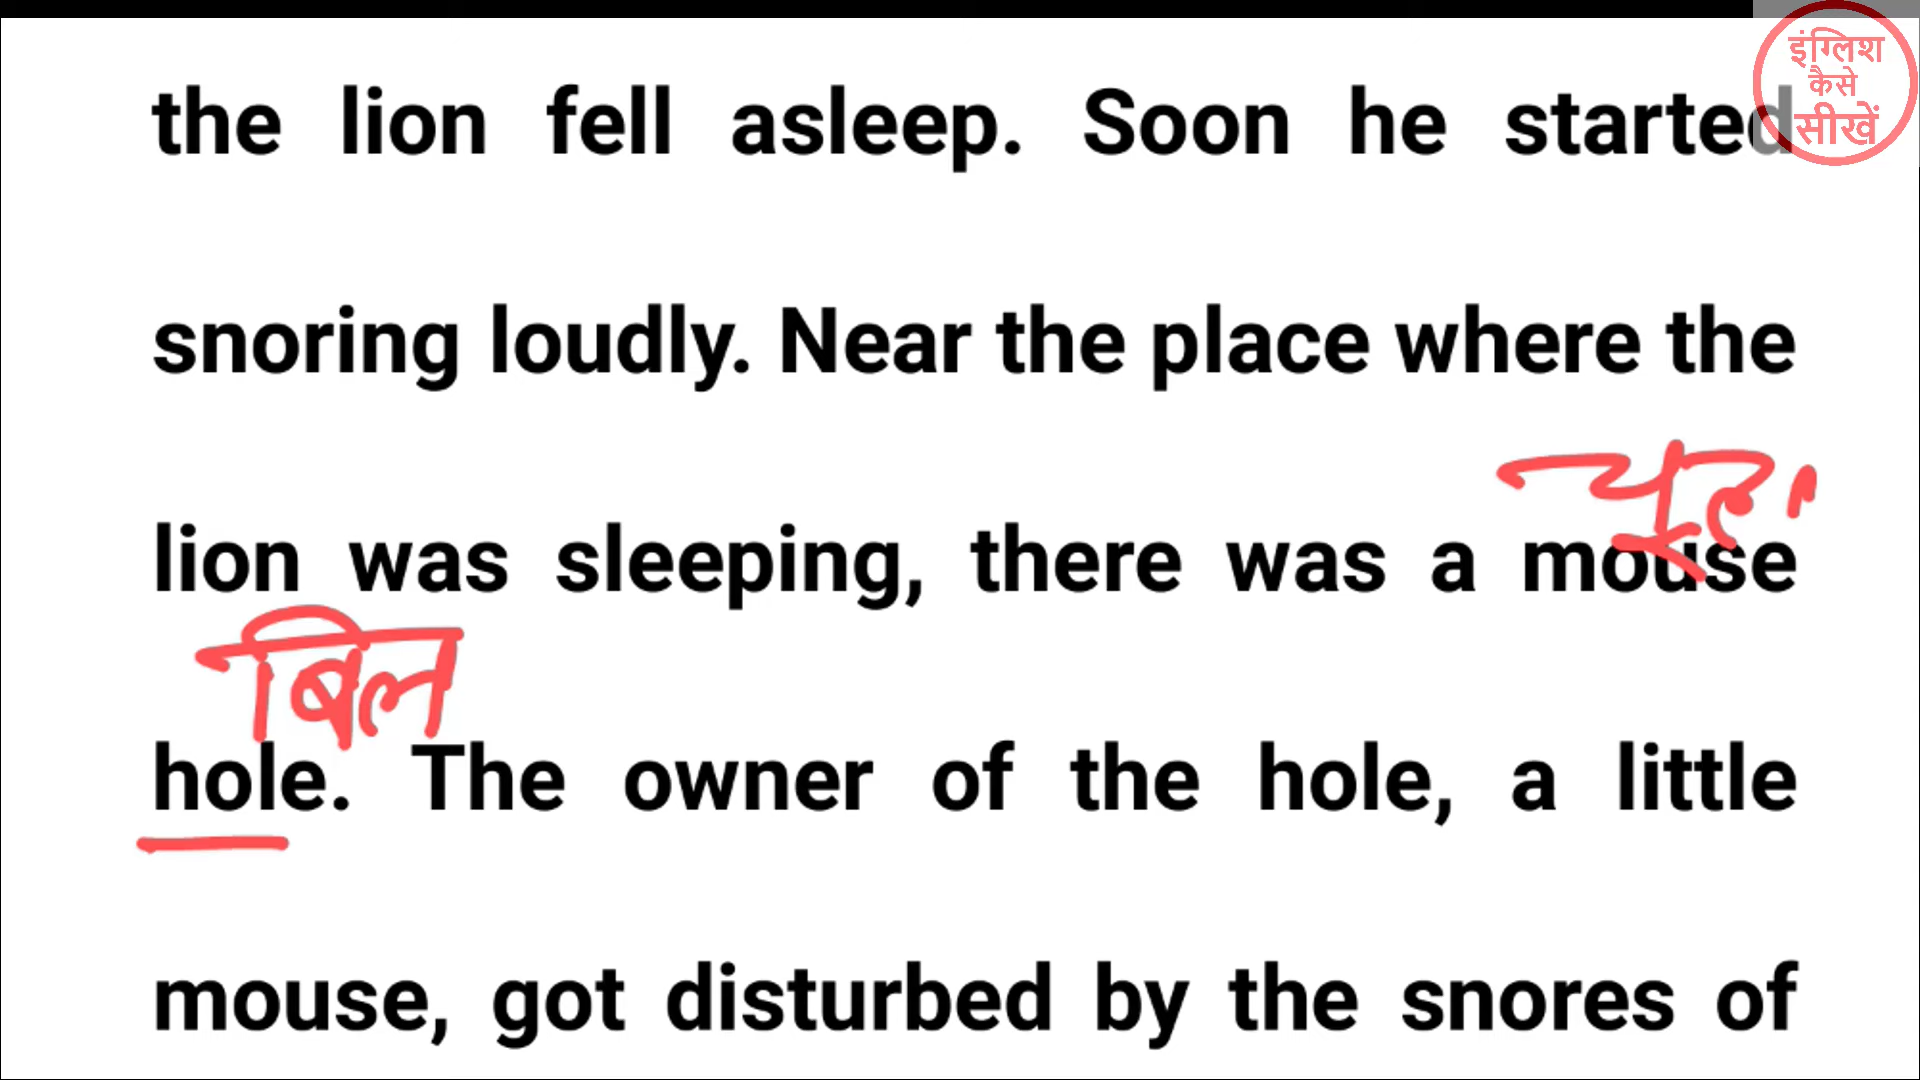 इंग्लिश
कैसे
सीखें
the lion fell asleep. Soon he started
snoring loudly. Near the place where the
चूहा
lion was sleeping, there was a mouse
बिल
hole. The owner of the hole, a little
mouse, got disturbed by the snores of